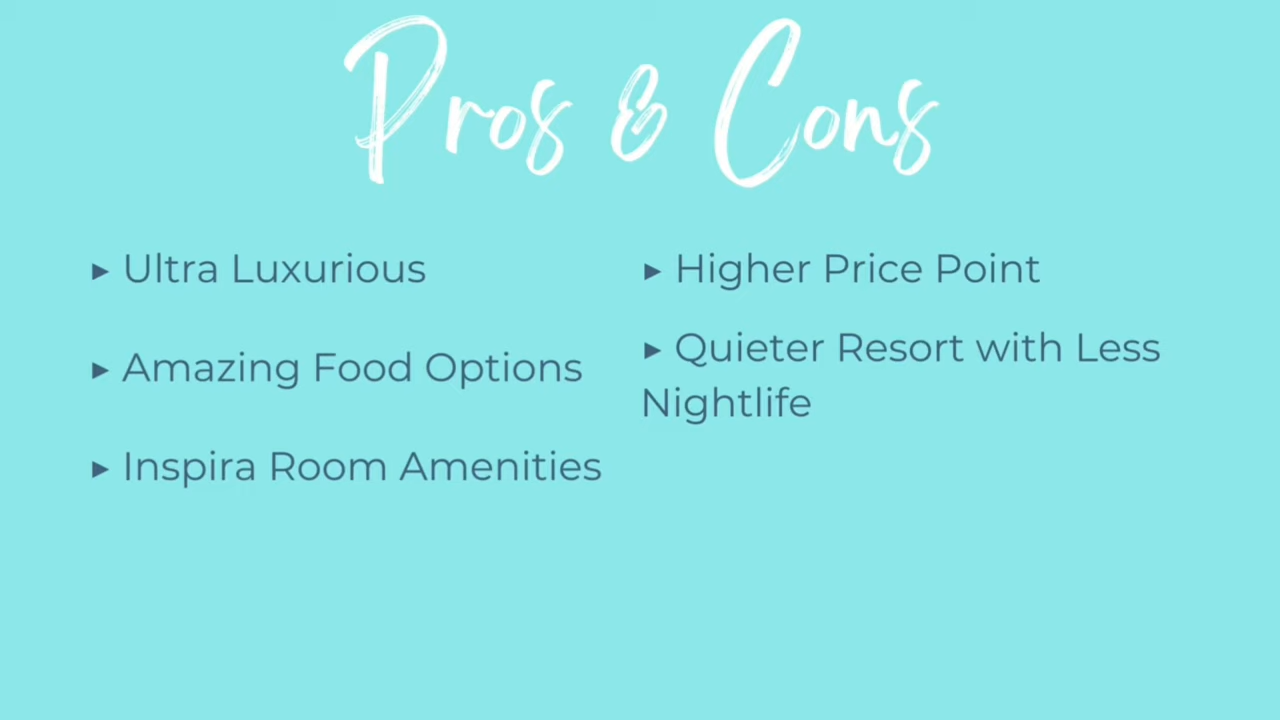 Pros & Cons
▸ Ultra Luxurious
▸ Amazing Food Options
▸ Inspira Room Amenities
▸ Higher Price Point
▸ Quieter Resort with Less
Nightlife